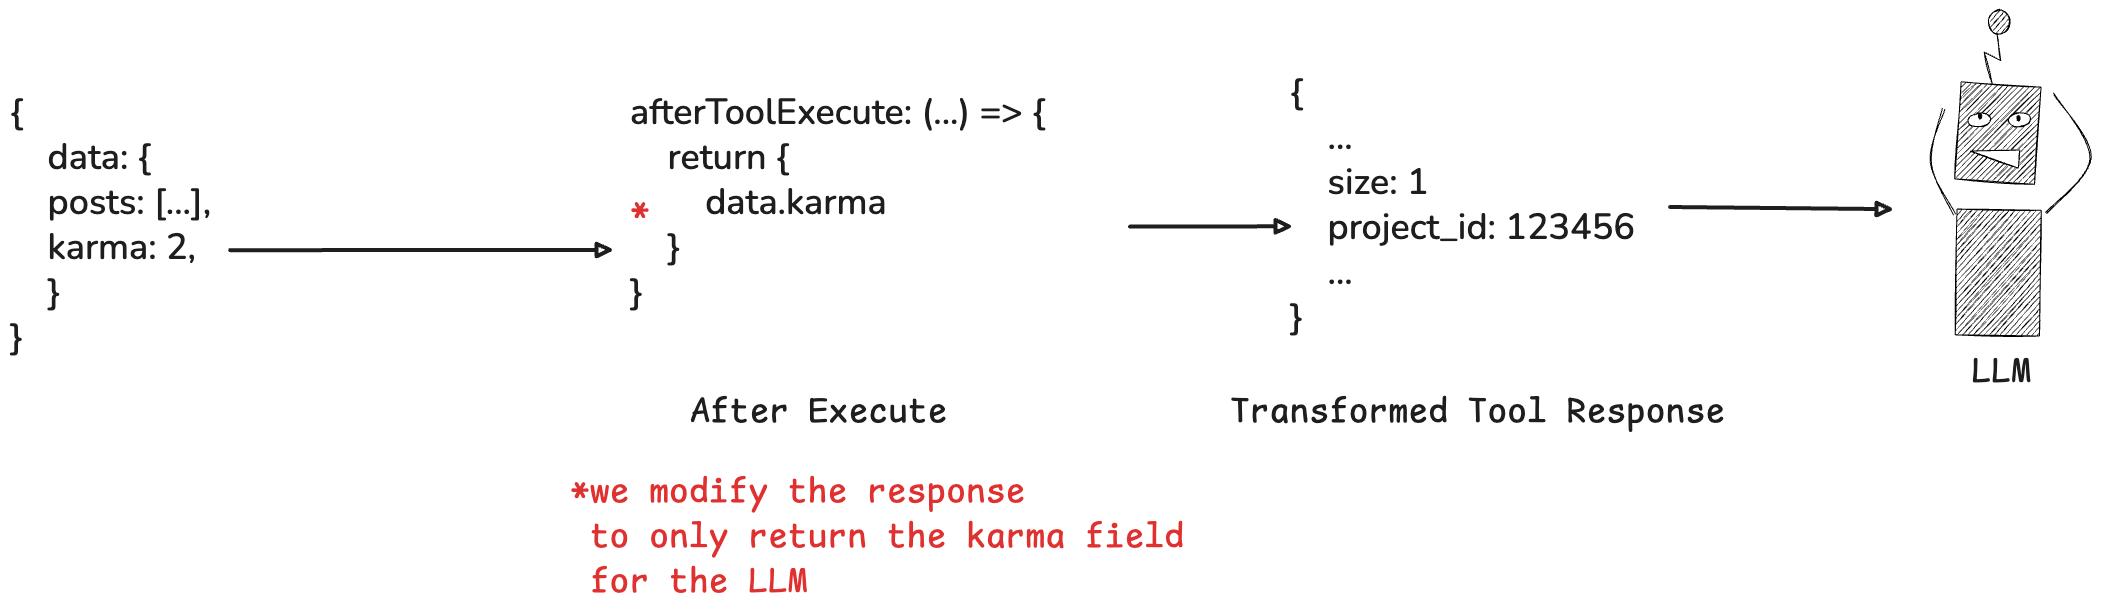 {
data: {
posts: [...],
karma: 2,
}
}
afterToolExecute: (...) => {
return {
* data.karma
}
}
{
...
size: 1
project_id: 123456
...
}
LLM
After Execute
Transformed Tool Response
*we modify the response
to only return the karma field
for the LLM